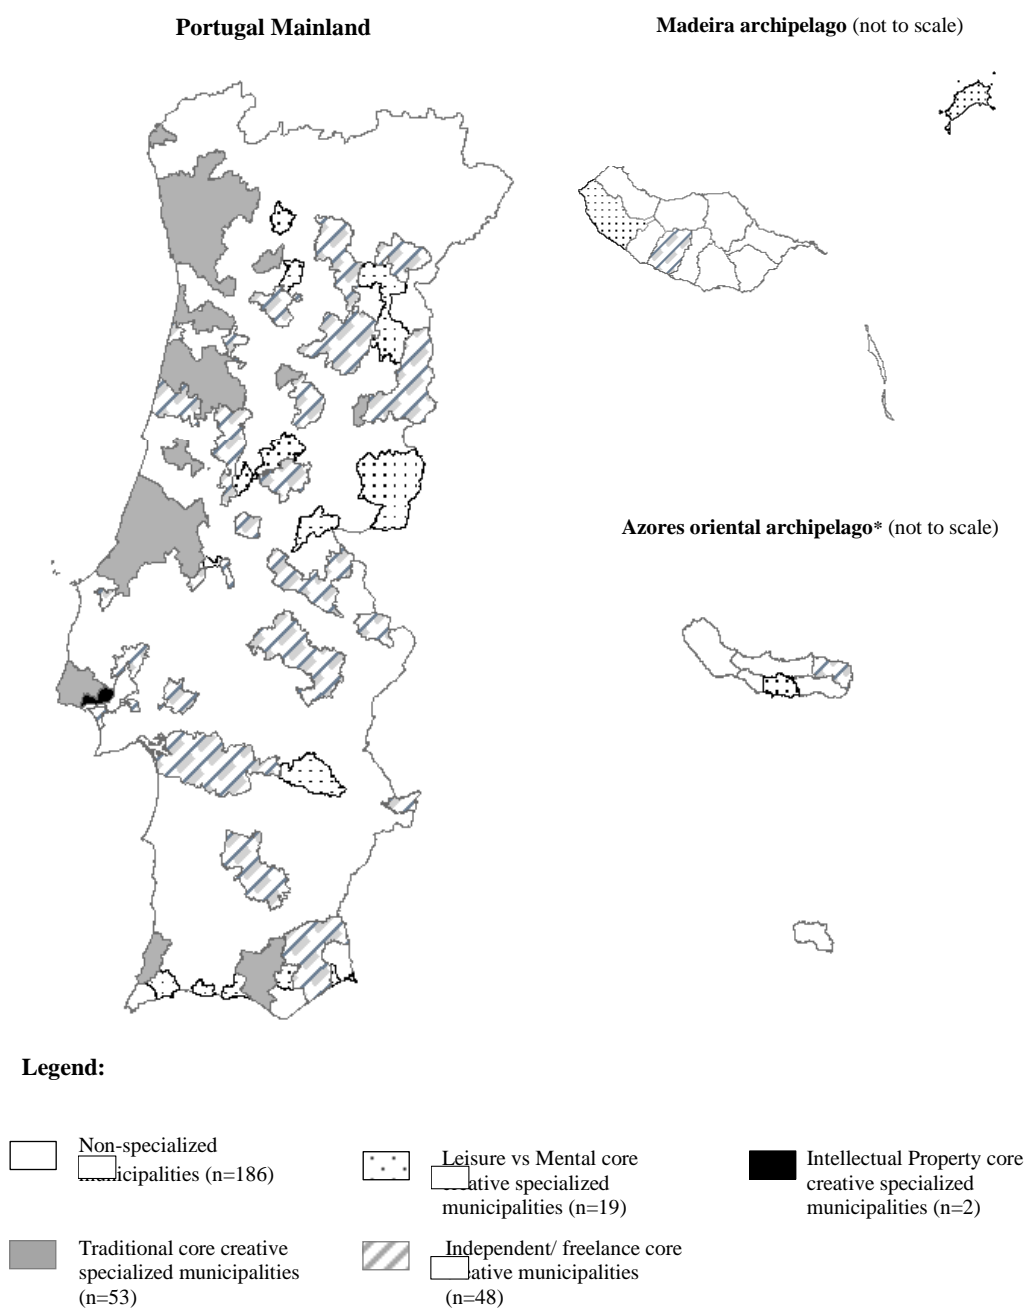 Portugal Mainland
Madeira archipelago (not to scale)
Azores oriental archipelago* (not to scale)
Legend:
Non-specialized
municipalities (n=186)
Leisure vs Mental core
creative specialized
municipalities (n=19)
Intellectual Property core
creative specialized
municipalities (n=2)
Traditional core creative
specialized municipalities
(n=53)
Independent/ freelance core
creative municipalities
(n=48)